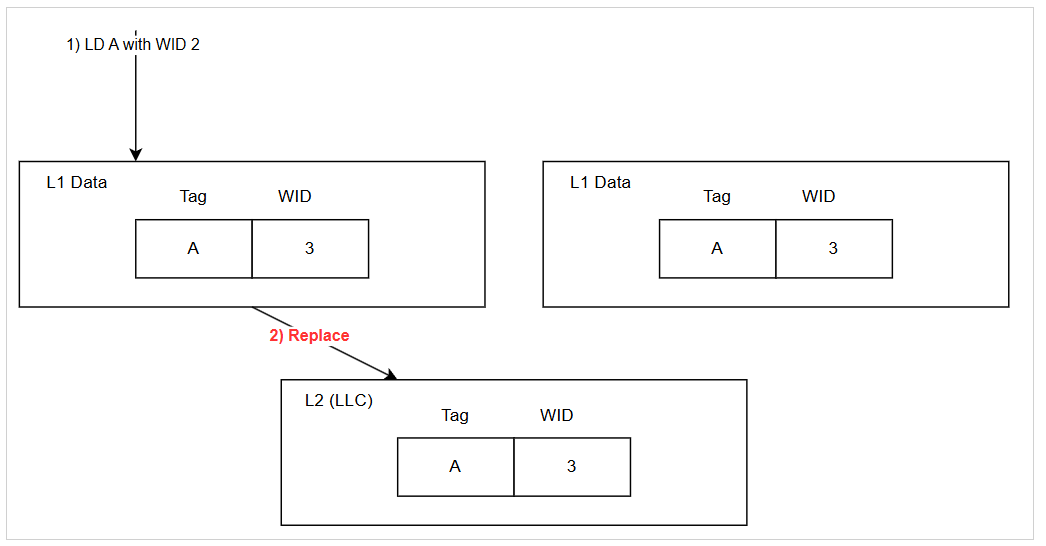 1) LD A with WID 2
L1 Data
Tag WID
A 3
L1 Data
Tag WID
A 3
2) Replace
L2 (LLC)
Tag WID
A 3